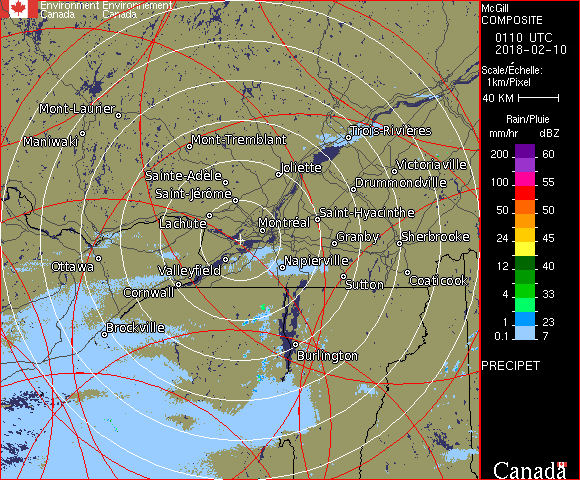 Environment Environnement
Canada Canada
McGill
COMPOSITE
0110 UTC
2018-02-10
Scale/Échelle:
1km/Pixel
40 KM
Rain/Pluie
mm/hr dBZ
200 60
150 55
100 55
50 50
24 45
12 40
4 33
1 23
0.1 7
PRECIPET
Mont-Laurier
Maniwaki
Mont-Tremblant
Trois-Rivières
Sainte-Adèle
Joliette
Victoriaville
Saint-Jérôme
Drummondville
Lachute
Montréal
Saint-Hyacinthe
Granby
Sherbrooke
Ottawa
Valleyfield
Napierville
Cornwall
Sutton
Coaticook
Brockville
Burlington
Canada